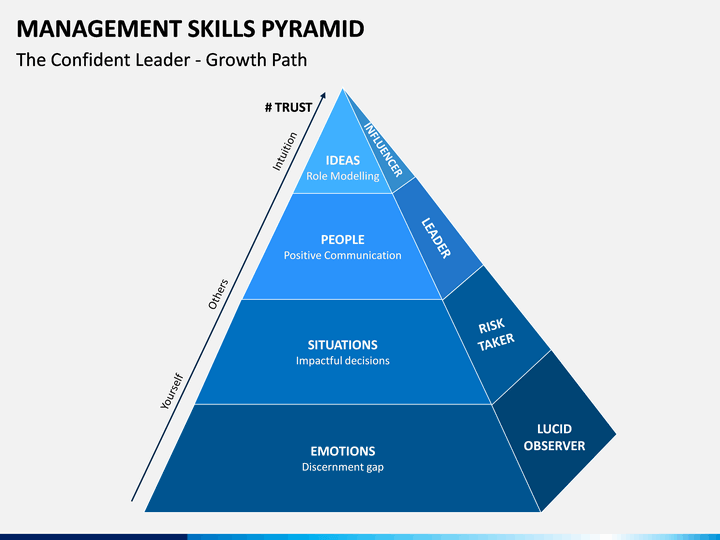 MANAGEMENT SKILLS PYRAMID
The Confident Leader - Growth Path
# TRUST
Intuition
Others
Yourself
IDEAS
Role Modelling
INFLUENCER
PEOPLE
Positive Communication
LEADER
SITUATIONS
Impactful decisions
RISK
TAKER
EMOTIONS
Discernment gap
LUCID
OBSERVER